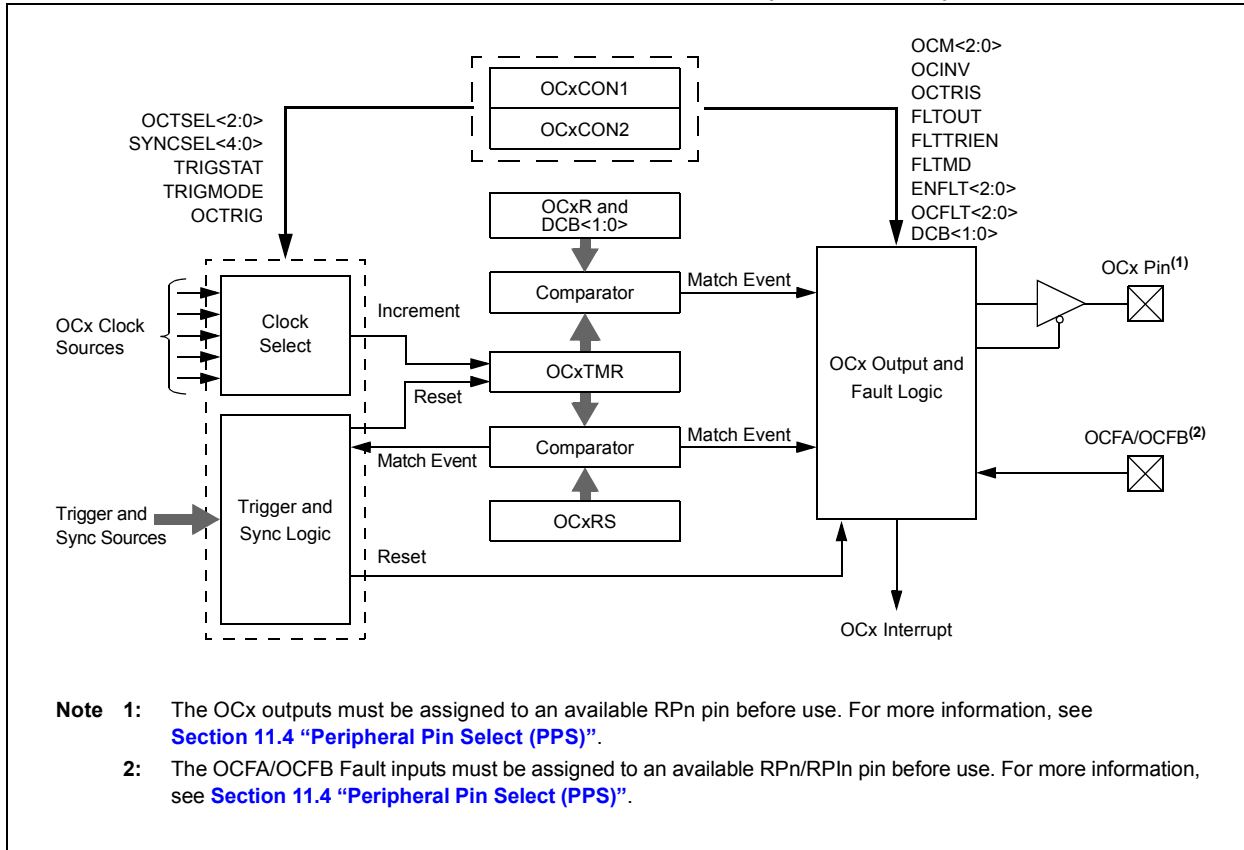 OCxCON1
OCxCON2
OCTSEL<2:0>
SYNCSEL<4:0>
TRIGSTAT
TRIGMODE
OCTRIG
OCM<2:0>
OCINV
OCTRIS
FLTOUT
FLTTRIEN
FLTMD
ENFLT<2:0>
OCFLT<2:0>
DCB<1:0>
OCxR and
DCB<1:0>
OCx Pin(1)
Comparator
Match Event
Increment
OCx Clock
Sources
Clock
Select
OCxTMR
OCx Output and
Fault Logic
Reset
Match Event
Comparator
Match Event
OCFA/OCFB(2)
Trigger and
Sync Sources
Trigger and
Sync Logic
OCxRS
Reset
OCx Interrupt
Note 1: The OCx outputs must be assigned to an available RPn pin before use. For more information, see
Section 11.4 “Peripheral Pin Select (PPS)”.
2: The OCFA/OCFB Fault inputs must be assigned to an available RPn/RPIn pin before use. For more information,
see Section 11.4 “Peripheral Pin Select (PPS)”.